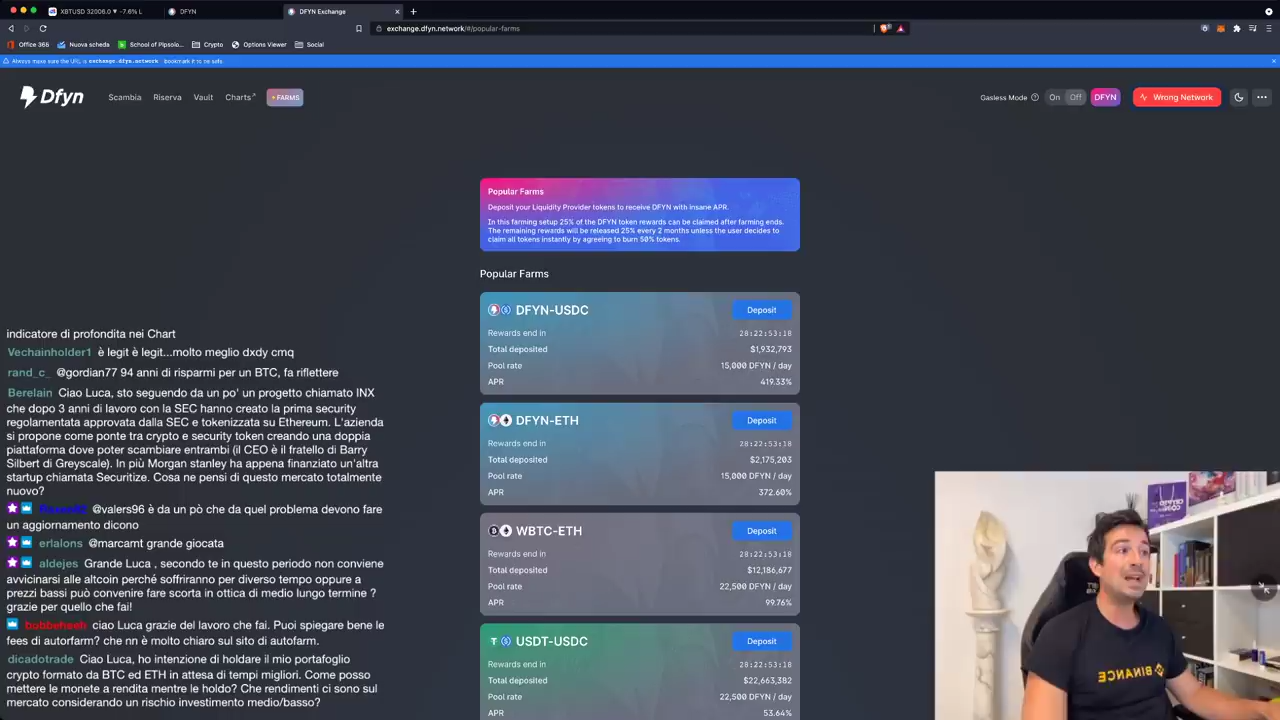 XBTUSD 32006.0 ▼ -7.6% L
DFYN
DFYN Exchange
exchange.dfyn.network/#/popular-farms
Office 365
Nuova scheda
School of Pipsolo...
Crypto
Options Viewer
Social
Always make sure the URL is exchange.dfyn.network - bookmark it to be safe.
Dfyn
Scambia
Riserva
Vault
Charts↗
FARMS
Gasless Mode ?
On
Off
DFYN
Wrong Network
Popular Farms
Deposit your Liquidity Provider tokens to receive DFYN with insane APR.
In this farming setup 25% of the DFYN token rewards can be claimed after farming ends.
The remaining rewards will be released 25% every 2 months unless the user decides to
claim all tokens instantly by agreeing to burn 50% tokens.
Popular Farms
DFYN-USDC
Deposit
Rewards end in 28:22:53:18
Total deposited $1,932,793
Pool rate 15,000 DFYN / day
APR 419.33%
DFYN-ETH
Deposit
Rewards end in 28:22:53:18
Total deposited $2,175,203
Pool rate 15,000 DFYN / day
APR 372.60%
WBTC-ETH
Deposit
Rewards end in 28:22:53:18
Total deposited $12,186,677
Pool rate 22,500 DFYN / day
APR 99.76%
USDT-USDC
Deposit
Rewards end in 28:22:53:18
Total deposited $22,663,382
Pool rate 22,500 DFYN / day
APR 53.64%
indicatore di profondita nei Chart
Vechainholder1 è legit è legit...molto meglio dxdy cmq
rand_c_ @gordian77 94 anni di risparmi per un BTC, fa riflettere
Berelain Ciao Luca, sto seguendo da un po' un progetto chiamato INX
che dopo 3 anni di lavoro con la SEC hanno creato la prima security
regolamentata approvata dalla SEC e tokenizzata su Ethereum. L'azienda
si propone come ponte tra crypto e security token creando una doppia
piattaforma dove poter scambiare entrambi (il CEO è il fratello di Barry
Silbert di Greyscale). In più Morgan stanley ha appena finanziato un'altra
startup chiamata Securitize. Cosa ne pensi di questo mercato totalmente
nuovo?
@valers96 è da un pò che da quel problema devono fare
un aggiornamento dicono
erlalons @marcamt grande giocata
aldejes Grande Luca , secondo te in questo periodo non conviene
avvicinarsi alle altcoin perché soffriranno per diverso tempo oppure a
prezzi bassi può convenire fare scorta in ottica di medio lungo termine ?
grazie per quello che fai!
ciao Luca grazie del lavoro che fai. Puoi spiegare bene le
fees di autofarm? che nn è molto chiaro sul sito di autofarm.
dicadotrade Ciao Luca, ho intenzione di holdare il mio portafoglio
crypto formato da BTC ed ETH in attesa di tempi migliori. Come posso
mettere le monete a rendita mentre le holdo? Che rendimenti ci sono sul
mercato considerando un rischio investimento medio/basso?
BINANCE